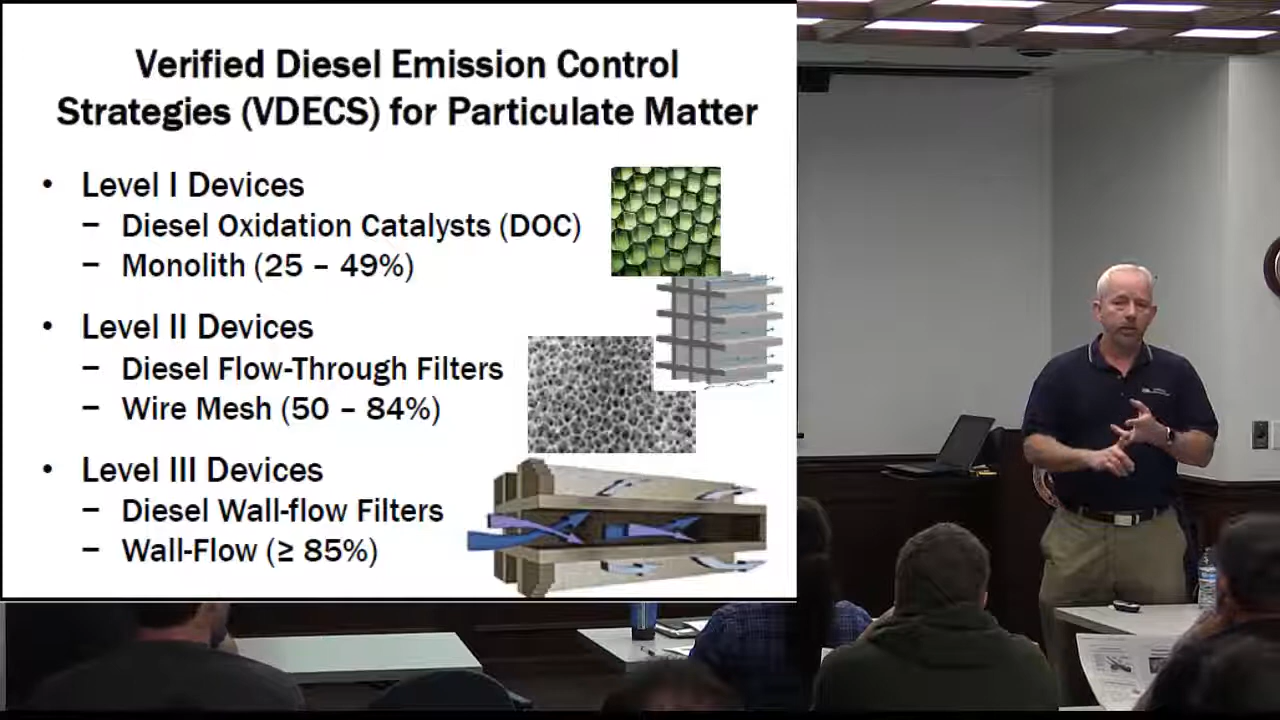 Verified Diesel Emission Control
Strategies (VDECS) for Particulate Matter
• Level I Devices
– Diesel Oxidation Catalysts (DOC)
– Monolith (25 – 49%)
• Level II Devices
– Diesel Flow-Through Filters
– Wire Mesh (50 – 84%)
• Level III Devices
– Diesel Wall-flow Filters
– Wall-Flow (≥ 85%)